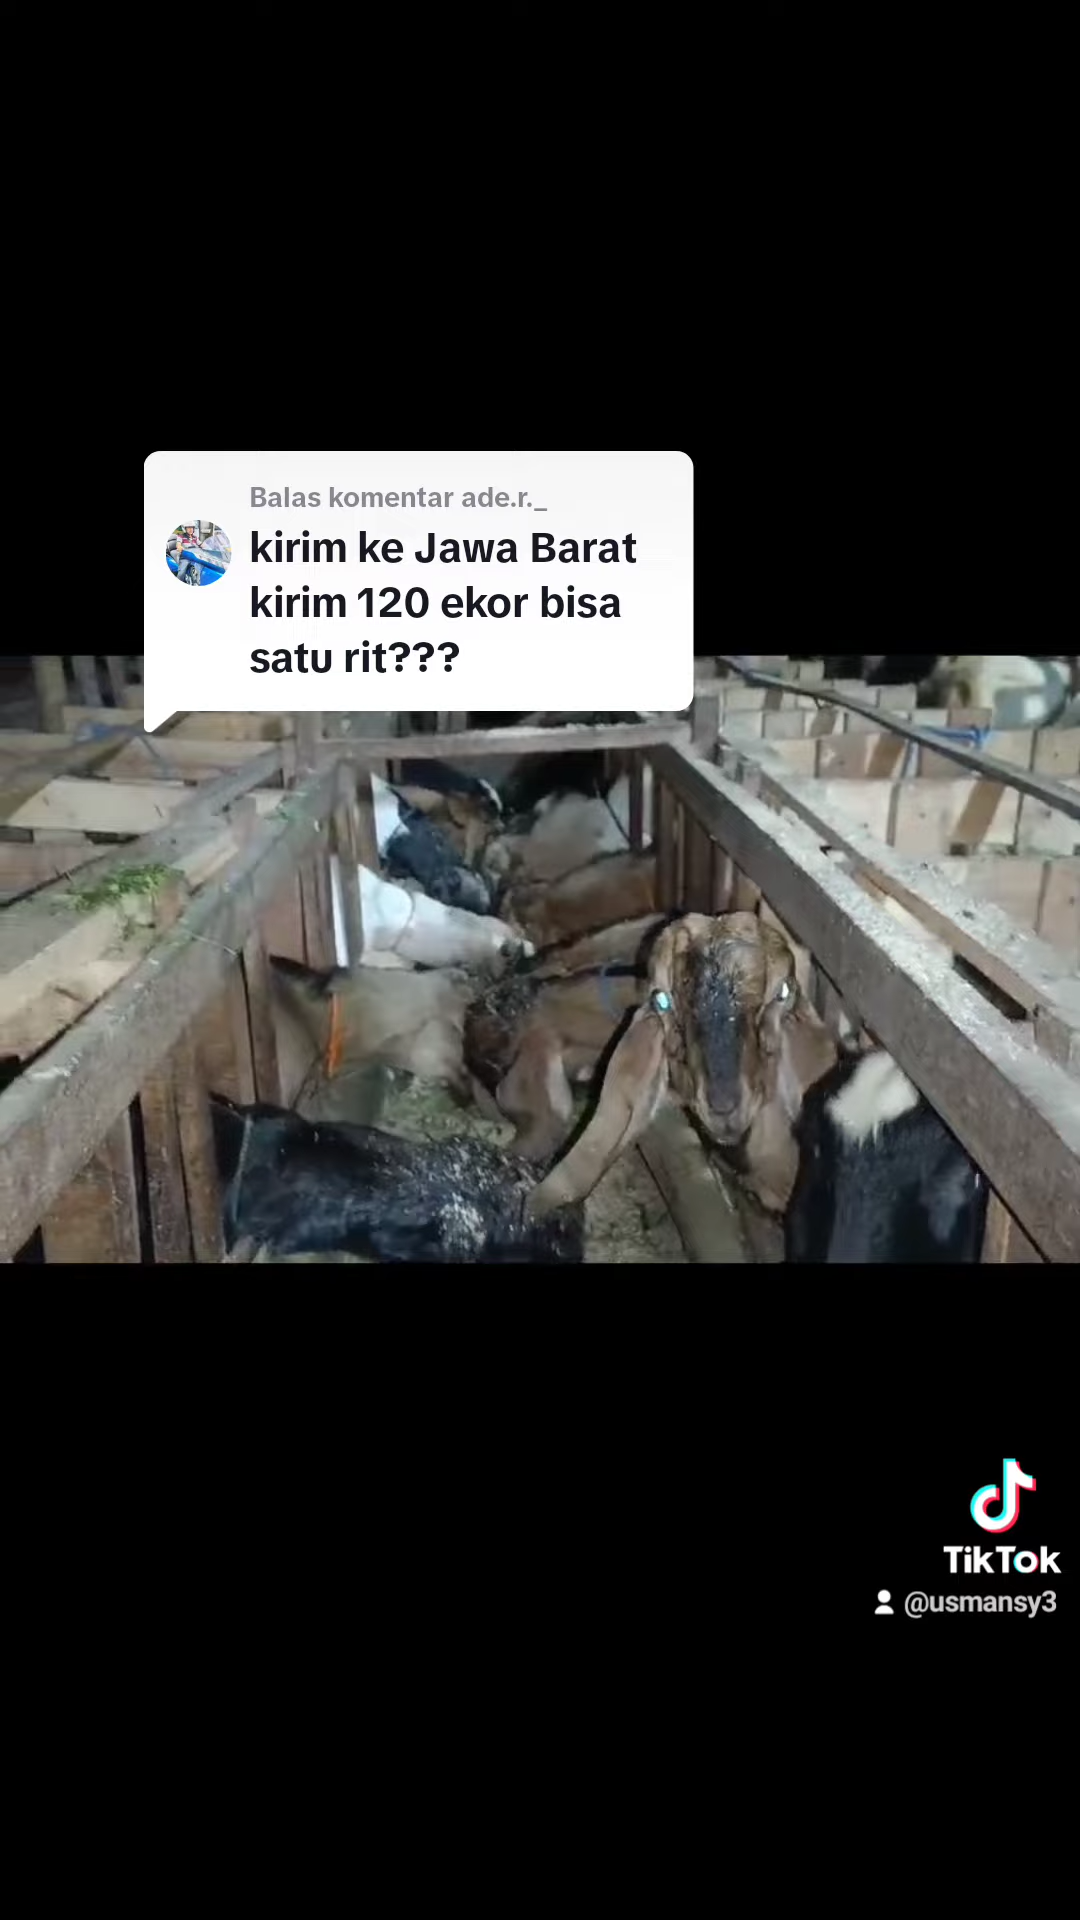 Balas komentar ade.r._
kirim ke Jawa Barat
kirim 120 ekor bisa
satu rit???
TikTok
@usmansy3